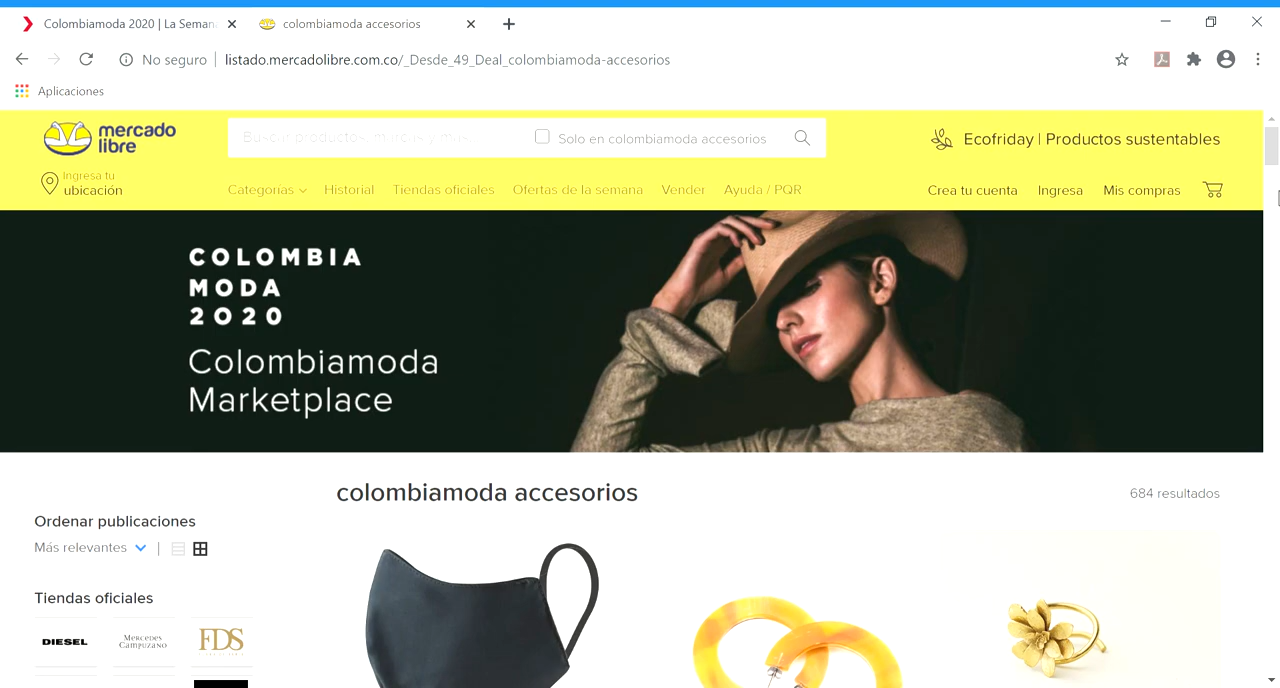 Colombiamoda 2020 | La Seman
colombiamoda accesorios
No seguro
listado.mercadolibre.com.co/_Desde_49_Deal_colombiamoda-accesorios
Aplicaciones
mercado
libre
Buscar productos, marcas y más
Solo en colombiamoda accesorios
Ecofriday | Productos sustentables
Ingresa tu
ubicación
Categorías
Historial
Tiendas oficiales
Ofertas de la semana
Vender
Ayuda / PQR
Crea tu cuenta
Ingresa
Mis compras
COLOMBIA
MODA
2020
Colombiamoda
Marketplace
colombiamoda accesorios
684 resultados
Ordenar publicaciones
Más relevantes
Tiendas oficiales
DIESEL
MERCEDES
CAMPUZANO
FDS